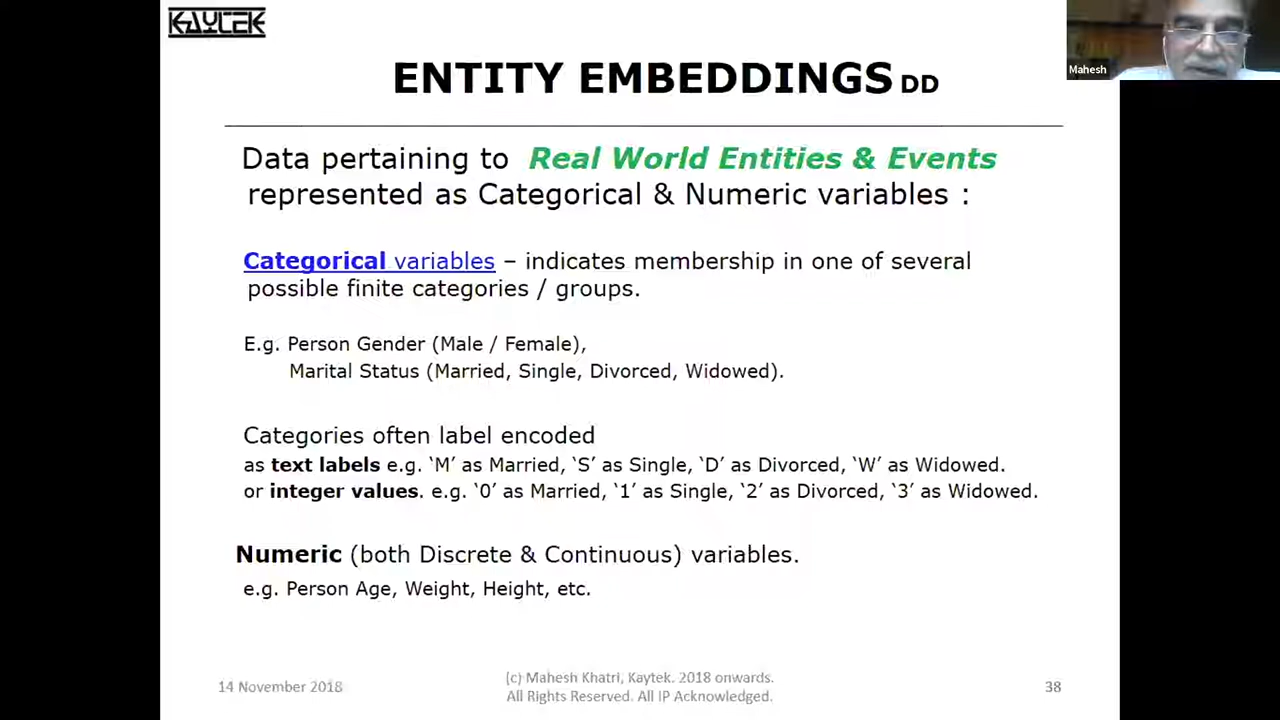 KAYTEK
Mahesh
ENTITY EMBEDDINGS DD
Data pertaining to Real World Entities & Events
represented as Categorical & Numeric variables :
Categorical variables – indicates membership in one of several
possible finite categories / groups.
E.g. Person Gender (Male / Female),
Marital Status (Married, Single, Divorced, Widowed).
Categories often label encoded
as text labels e.g. ‘M’ as Married, ‘S’ as Single, ‘D’ as Divorced, ‘W’ as Widowed.
or integer values. e.g. ‘0’ as Married, ‘1’ as Single, ‘2’ as Divorced, ‘3’ as Widowed.
Numeric (both Discrete & Continuous) variables.
e.g. Person Age, Weight, Height, etc.
14 November 2018
(c) Mahesh Khatri, Kaytek. 2018 onwards.
All Rights Reserved. All IP Acknowledged.
38